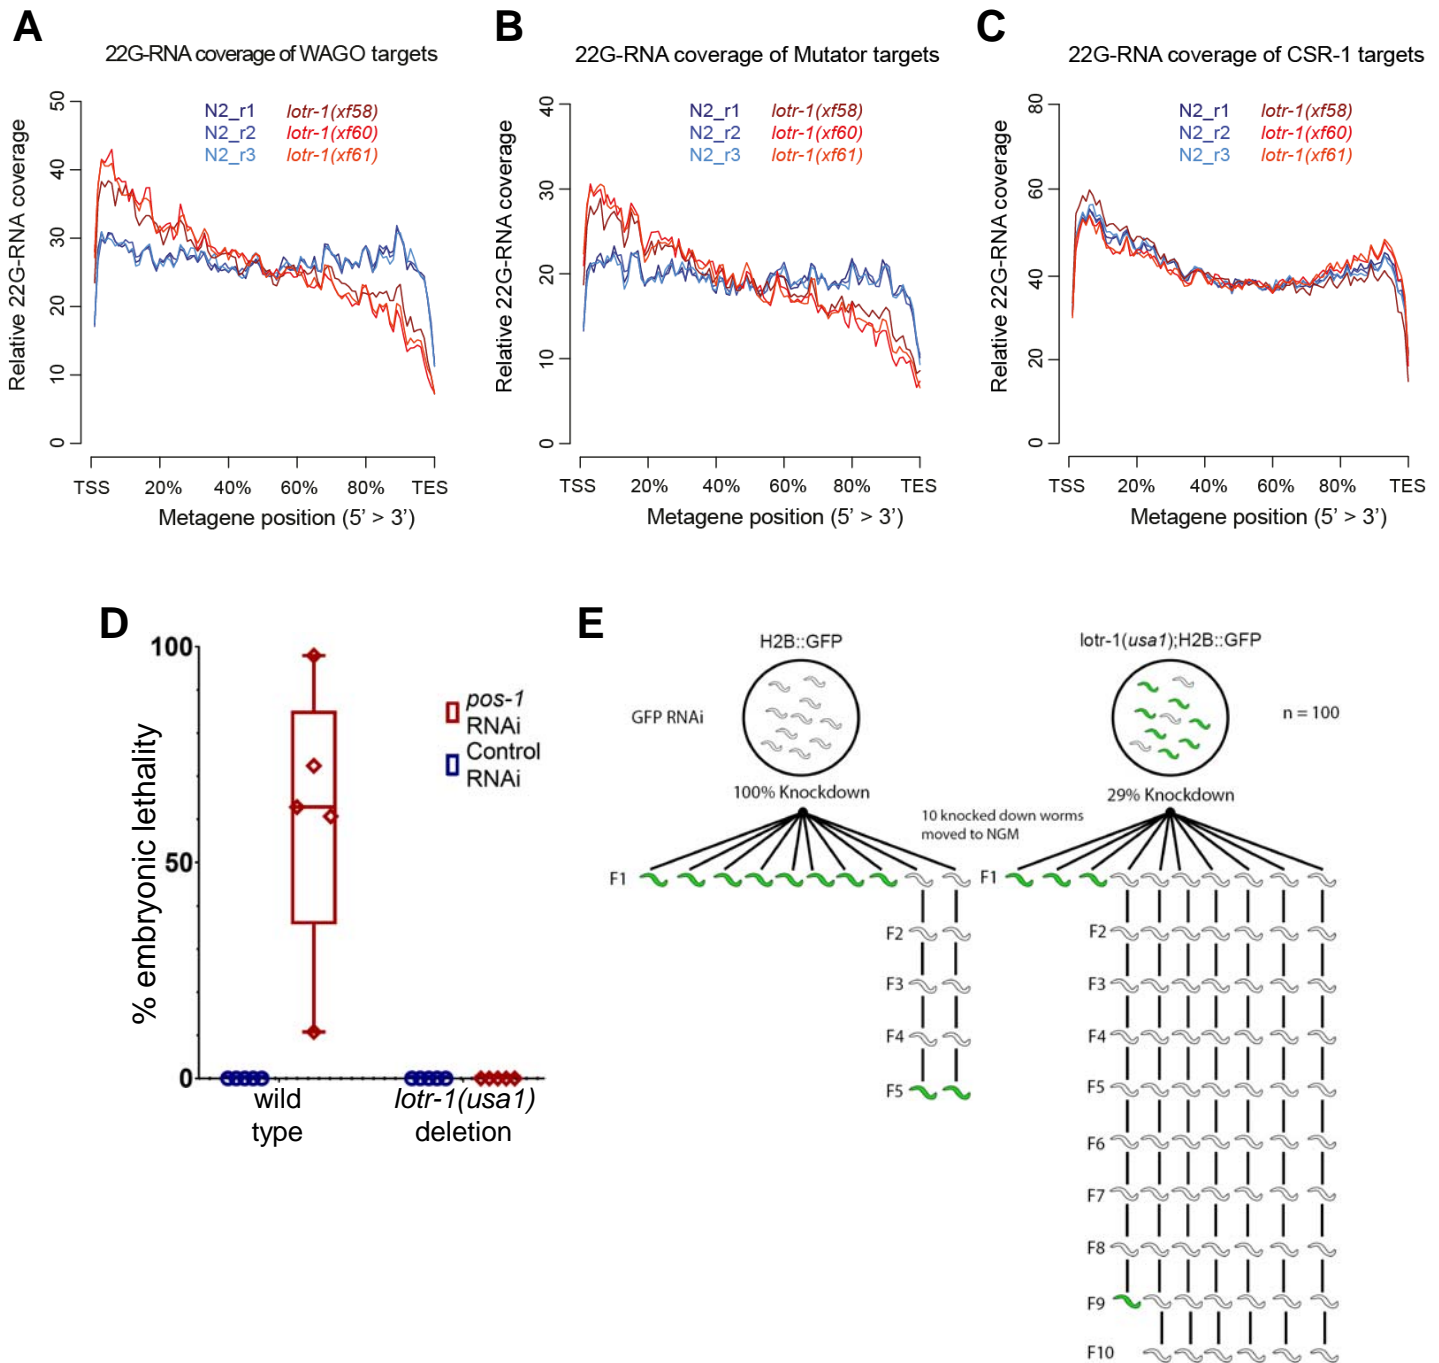 A
22G-RNA coverage of WAGO targets
N2_r1 lotr-1(xf58)
N2_r2 lotr-1(xf60)
N2_r3 lotr-1(xf61)
Relative 22G-RNA coverage
50
40
30
20
10
0
TSS 20% 40% 60% 80% TES
Metagene position (5' > 3')
B
22G-RNA coverage of Mutator targets
N2_r1 lotr-1(xf58)
N2_r2 lotr-1(xf60)
N2_r3 lotr-1(xf61)
Relative 22G-RNA coverage
40
30
20
10
0
TSS 20% 40% 60% 80% TES
Metagene position (5' > 3')
C
22G-RNA coverage of CSR-1 targets
N2_r1 lotr-1(xf58)
N2_r2 lotr-1(xf60)
N2_r3 lotr-1(xf61)
Relative 22G-RNA coverage
80
60
40
20
0
TSS 20% 40% 60% 80% TES
Metagene position (5' > 3')
D
% embryonic lethality
100
50
0
pos-1
RNAi
Control
RNAi
wild
type
lotr-1(usa1)
deletion
E
H2B::GFP
lotr-1(usa1);H2B::GFP
GFP RNAi
n = 100
100% Knockdown
29% Knockdown
10 knocked down worms
moved to NGM
F1
F2
F3
F4
F5
F1
F2
F3
F4
F5
F6
F7
F8
F9
F10